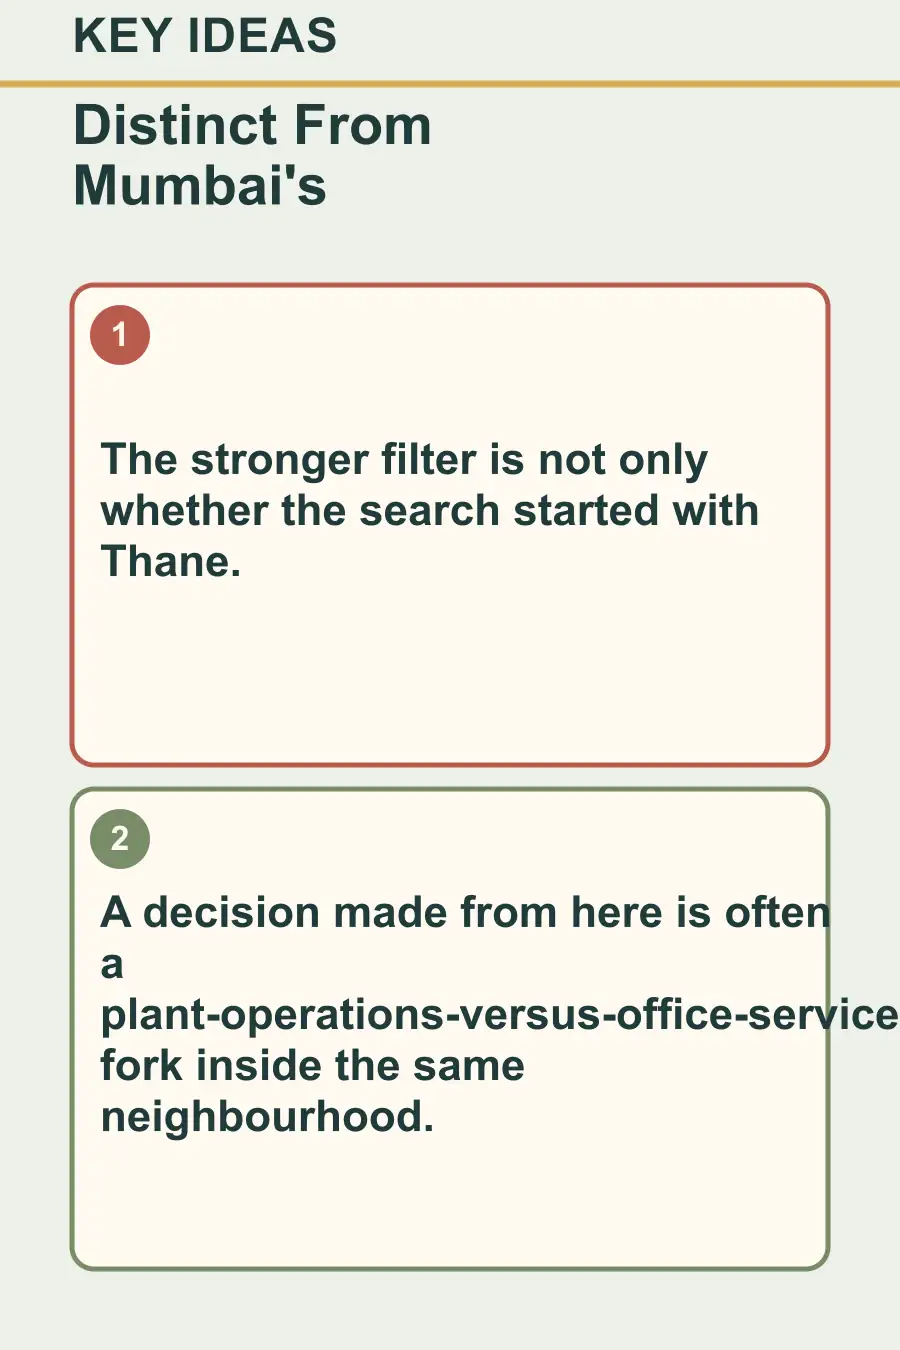 KEY IDEAS
Distinct From
Mumbai's
1
The stronger filter is not only
whether the search started with
Thane.
2
A decision made from here is often
a
plant-operations-versus-office-service
fork inside the same
neighbourhood.